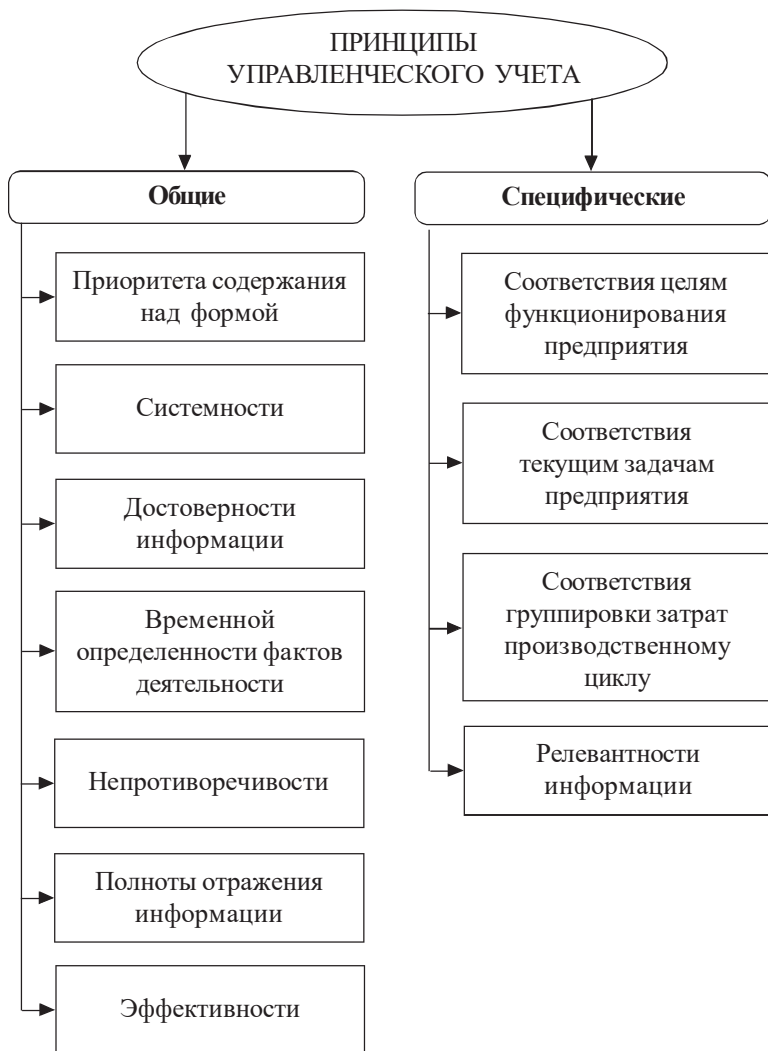 ПРИНЦИПЫ
УПРАВЛЕНЧЕСКОГО УЧЕТА
Общие
Приоритета содержания
над формой
Системности
Достоверности
информации
Временной
определенности фактов
деятельности
Непротиворечивости
Полноты отражения
информации
Эффективности
Специфические
Соответствия целям
функционирования
предприятия
Соответствия
текущим задачам
предприятия
Соответствия
группировки затрат
производственному
циклу
Релевантности
информации